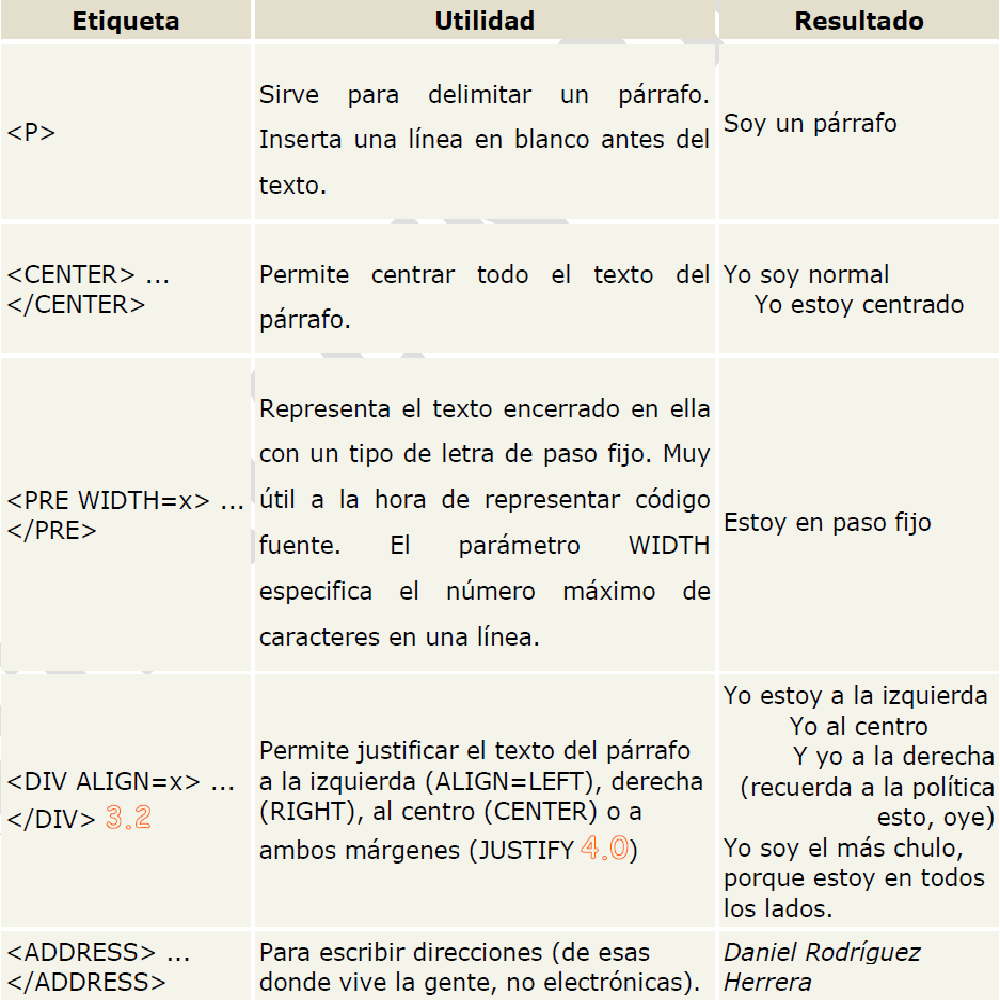 Etiqueta Utilidad Resultado
<P>
Sirve para delimitar un párrafo.
Inserta una línea en blanco antes del
texto.
Soy un párrafo
<CENTER> ...
</CENTER>
Permite centrar todo el texto del
párrafo.
Yo soy normal
Yo estoy centrado
<PRE WIDTH=x> ...
</PRE>
Representa el texto encerrado en ella
con un tipo de letra de paso fijo. Muy
útil a la hora de representar código
fuente. El parámetro WIDTH
especifica el número máximo de
caracteres en una línea.
Estoy en paso fijo
<DIV ALIGN=x> ...
</DIV> 3.2
Permite justificar el texto del párrafo
a la izquierda (ALIGN=LEFT), derecha
(RIGHT), al centro (CENTER) o a
ambos márgenes (JUSTIFY 4.0)
Yo estoy a la izquierda
Yo al centro
Y yo a la derecha
(recuerda a la política
esto, oye)
Yo soy el más chulo,
porque estoy en todos
los lados.
<ADDRESS> ...
</ADDRESS>
Para escribir direcciones (de esas
donde vive la gente, no electrónicas).
Daniel Rodríguez
Herrera